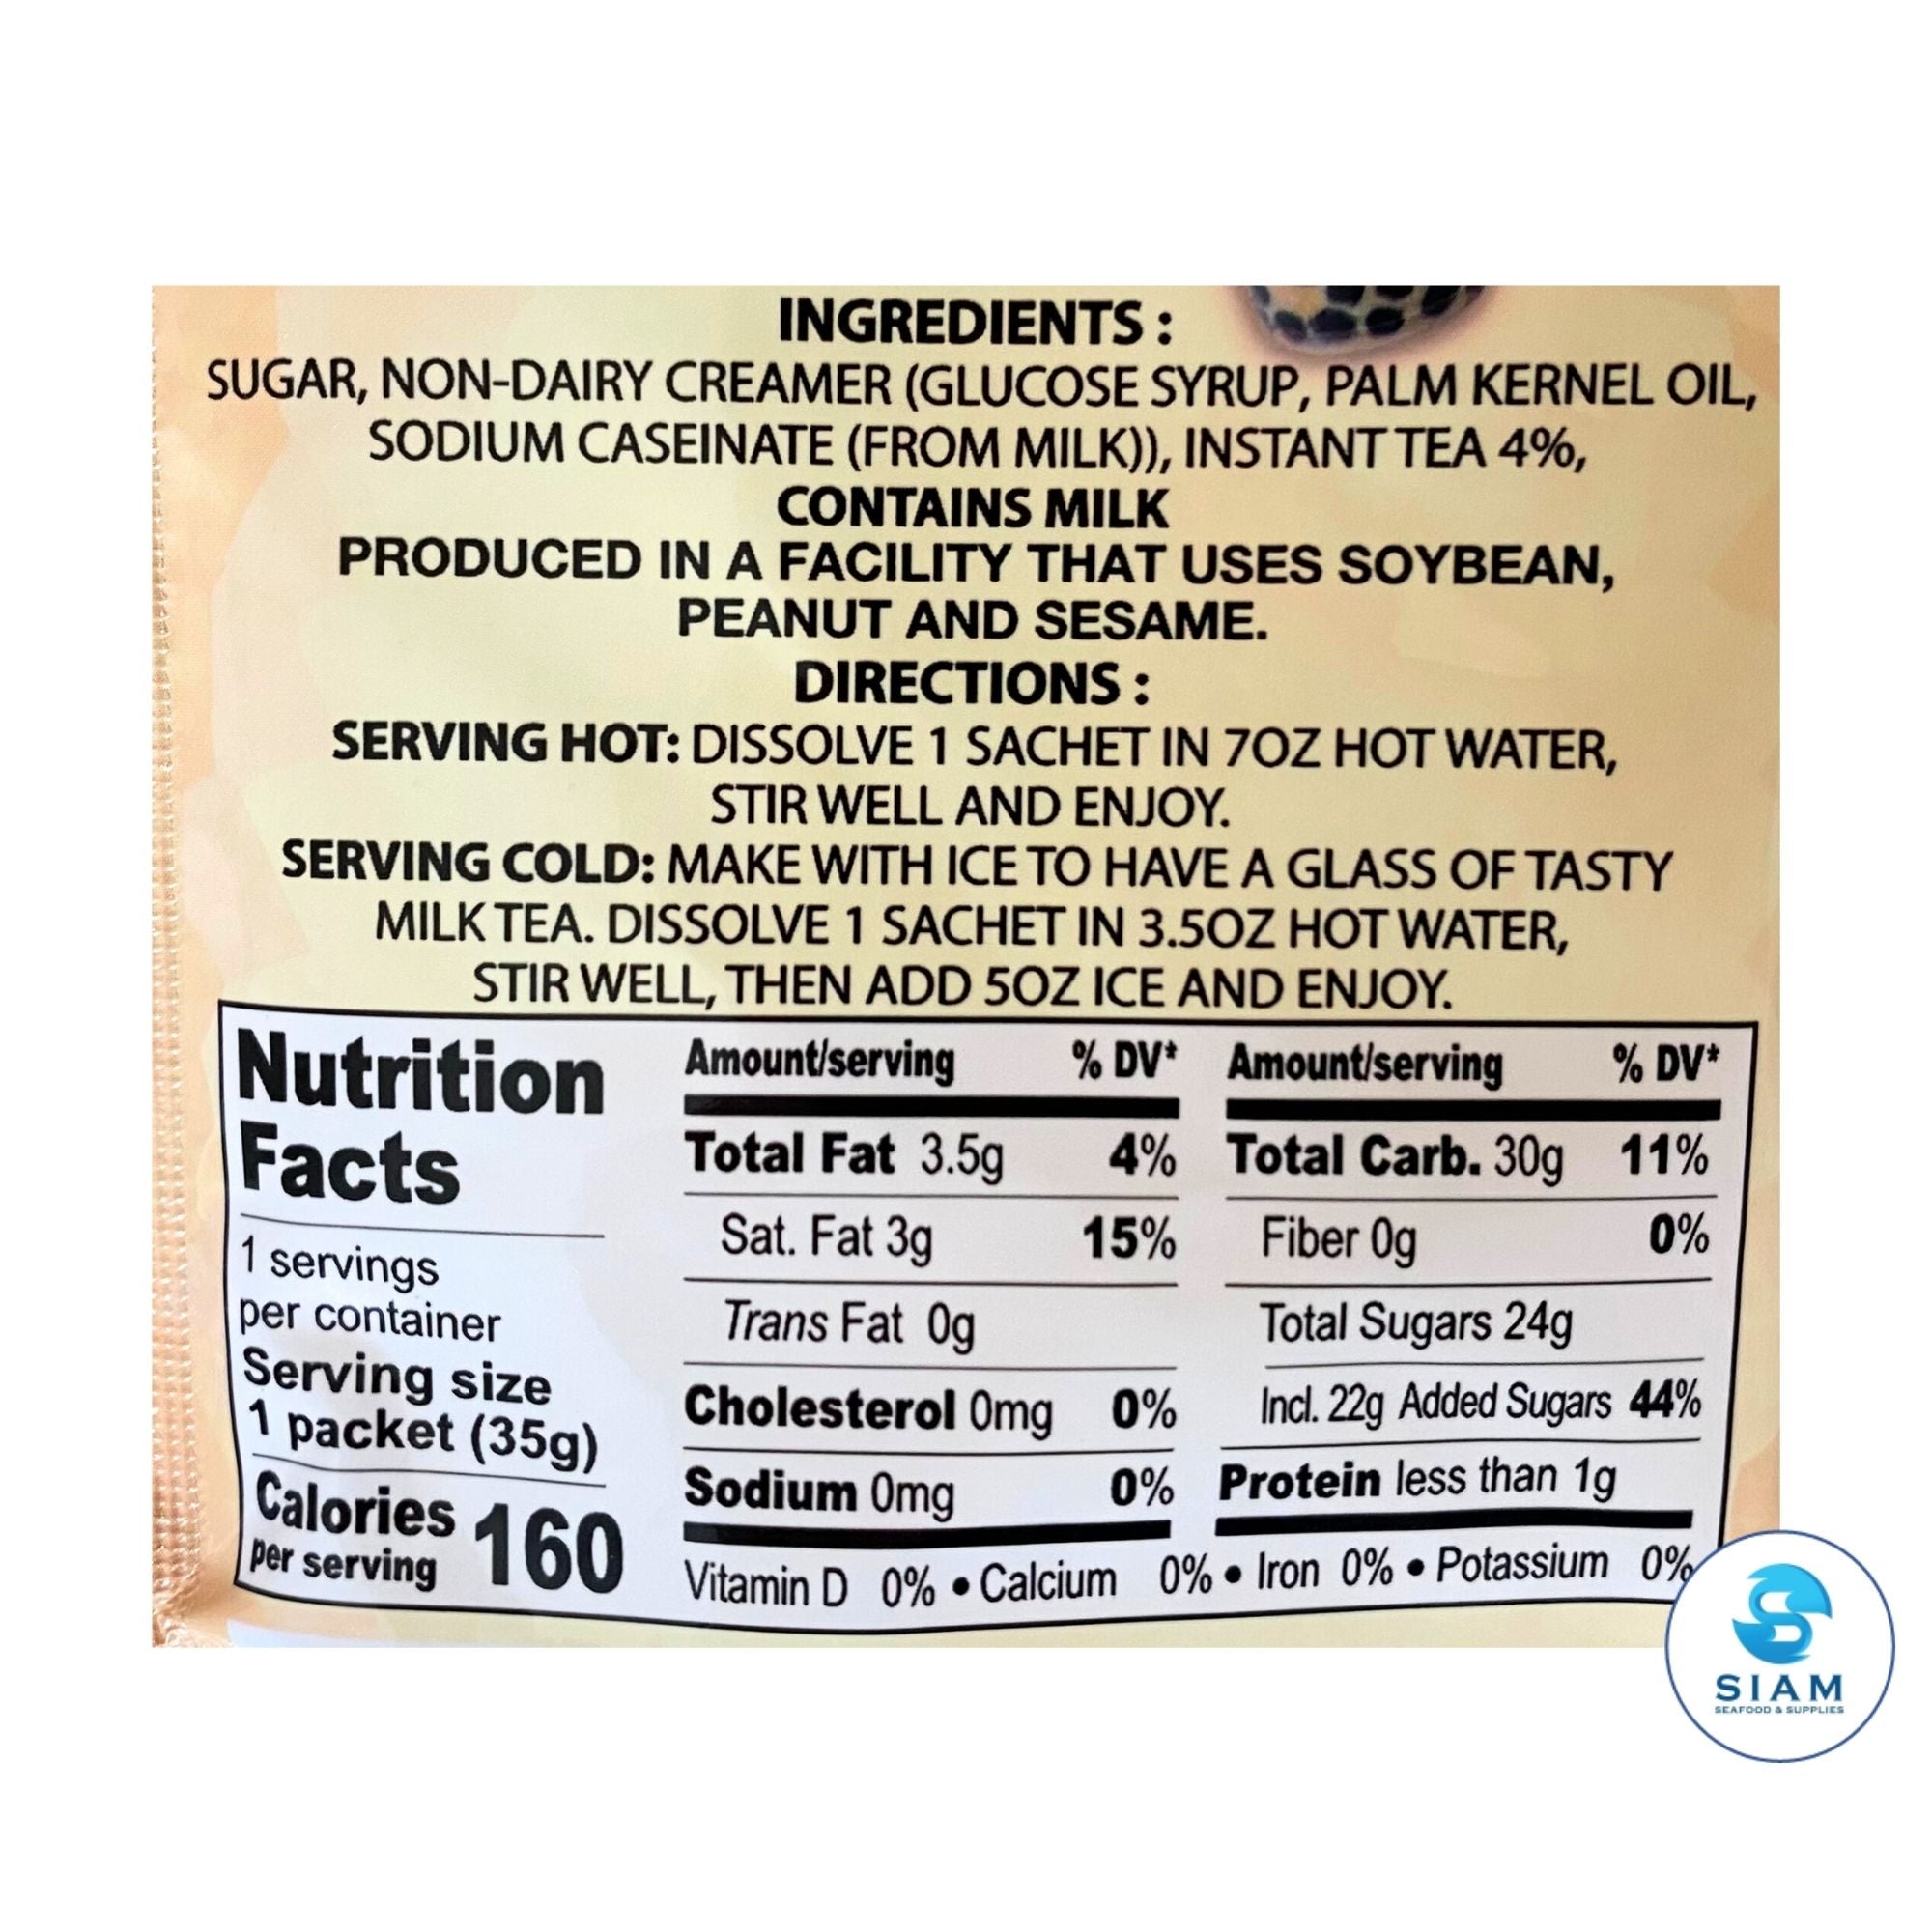 INGREDIENTS :
SUGAR, NON-DAIRY CREAMER (GLUCOSE SYRUP, PALM KERNEL OIL,
SODIUM CASEINATE (FROM MILK)), INSTANT TEA 4%,
CONTAINS MILK
PRODUCED IN A FACILITY THAT USES SOYBEAN,
PEANUT AND SESAME.
DIRECTIONS :
SERVING HOT: DISSOLVE 1 SACHET IN 7OZ HOT WATER,
STIR WELL AND ENJOY.
SERVING COLD: MAKE WITH ICE TO HAVE A GLASS OF TASTY
MILK TEA. DISSOLVE 1 SACHET IN 3.5OZ HOT WATER,
STIR WELL, THEN ADD 5OZ ICE AND ENJOY.
Nutrition
Facts
1 servings
per container
Serving size
1 packet (35g)
Calories 160
per serving
Amount/serving % DV*
Total Fat 3.5g 4%
Sat. Fat 3g 15%
Trans Fat 0g
Cholesterol 0mg 0%
Sodium 0mg 0%
Amount/serving % DV*
Total Carb. 30g 11%
Fiber 0g 0%
Total Sugars 24g
Incl. 22g Added Sugars 44%
Protein less than 1g
Vitamin D 0% • Calcium 0% • Iron 0% • Potassium 0%
SIAM
SEAFOOD & SUPPLIES